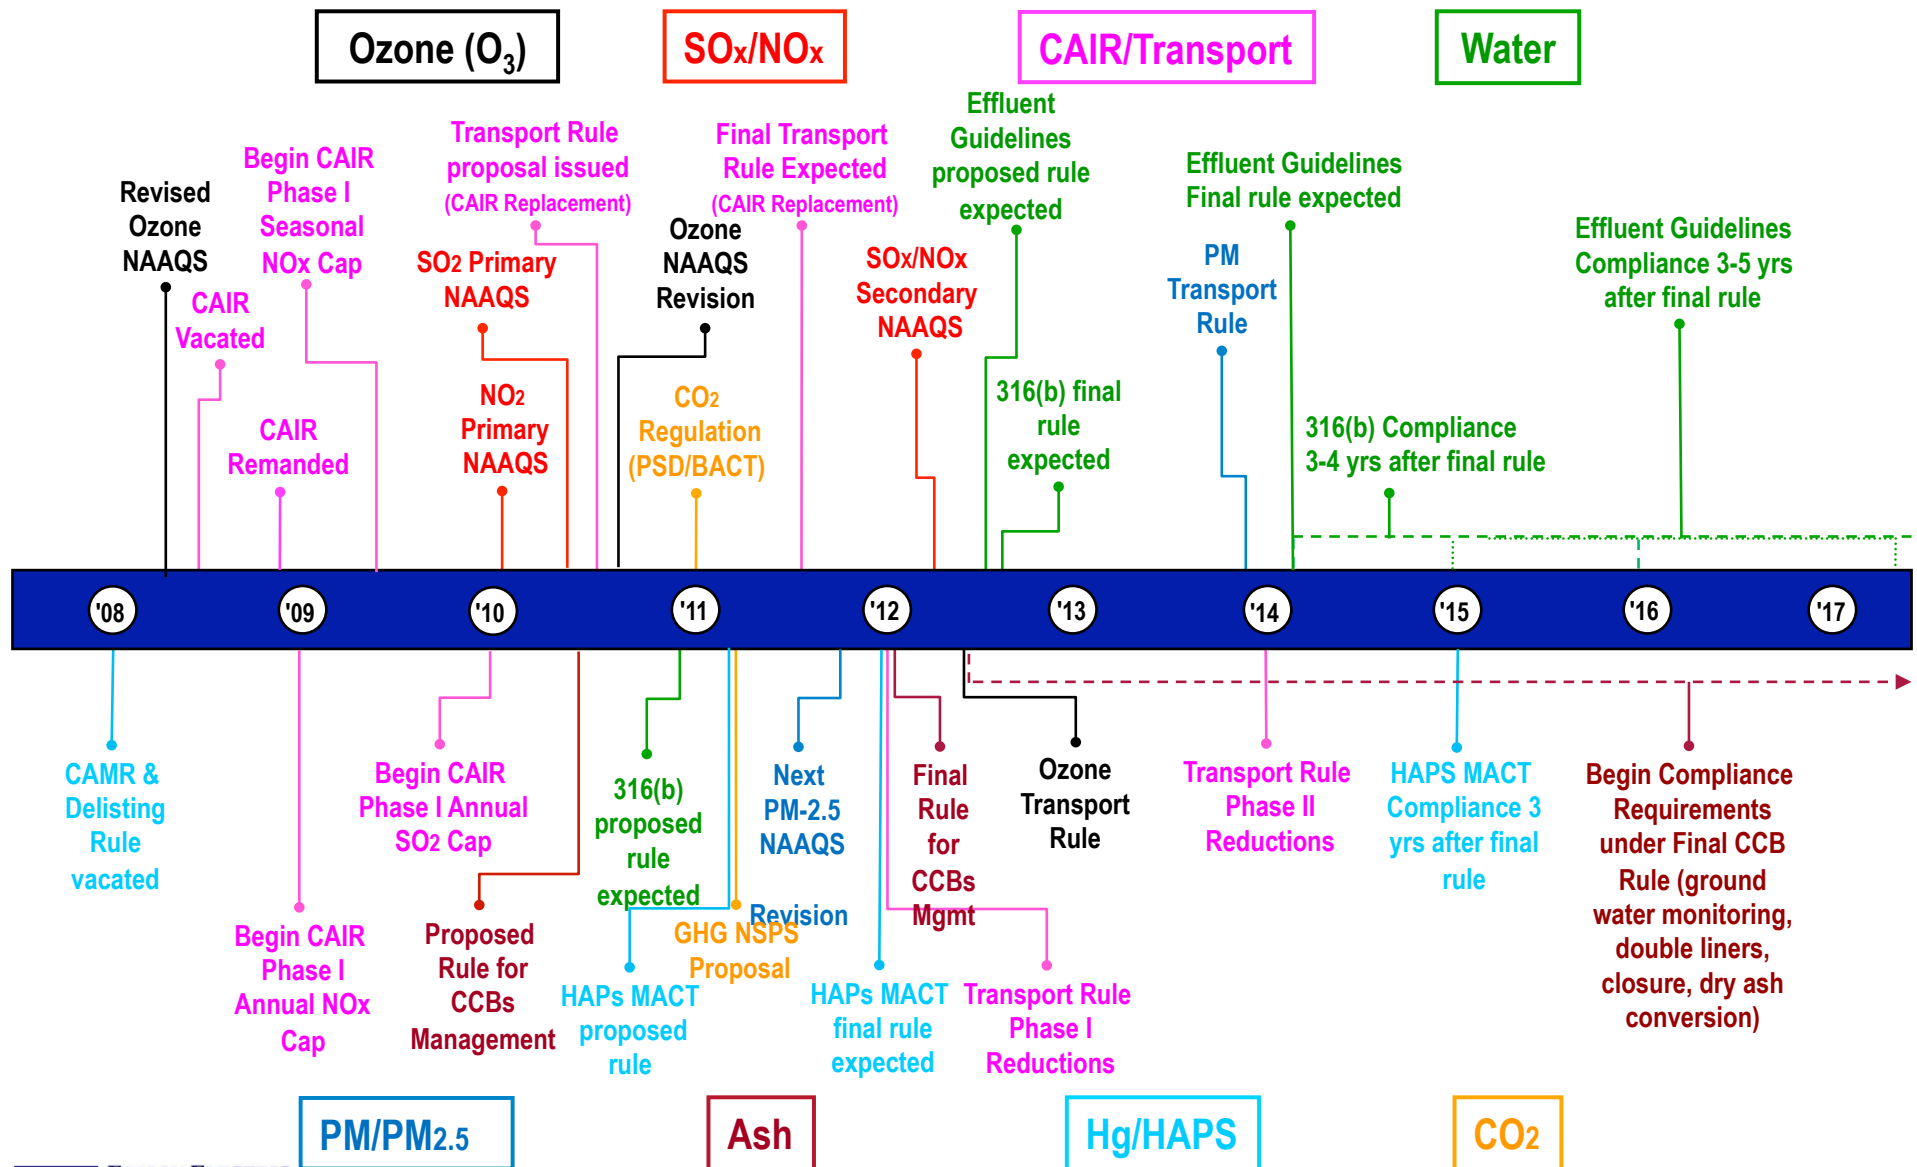 Ozone (O3)
SOx/NOx
CAIR/Transport
Water
Revised
Ozone
NAAQS
CAIR
Vacated
Begin CAIR
Phase I
Seasonal
NOx Cap
CAIR
Remanded
Transport Rule
proposal issued
(CAIR Replacement)
SO2 Primary
NAAQS
NO2
Primary
NAAQS
Ozone
NAAQS
Revision
CO2
Regulation
(PSD/BACT)
Final Transport
Rule Expected
(CAIR Replacement)
SOx/NOx
Secondary
NAAQS
Effluent
Guidelines
proposed rule
expected
316(b) final
rule
expected
PM
Transport
Rule
Effluent Guidelines
Final rule expected
316(b) Compliance
3-4 yrs after final rule
Effluent Guidelines
Compliance 3-5 yrs
after final rule
'08
'09
'10
'11
'12
'13
'14
'15
'16
'17
CAMR &
Delisting
Rule
vacated
Begin CAIR
Phase I
Annual NOx
Cap
Begin CAIR
Phase I Annual
SO2 Cap
Proposed
Rule for
CCBs
Management
316(b)
proposed
rule
expected
HAPs MACT
proposed
rule
GHG NSPS
Proposal
Next
PM-2.5
NAAQS
Revision
HAPs MACT
final rule
expected
Final
Rule
for
CCBs
Mgmt
Transport Rule
Phase I
Reductions
Ozone
Transport
Rule
Transport Rule
Phase II
Reductions
HAPS MACT
Compliance 3
yrs after final
rule
Begin Compliance
Requirements
under Final CCB
Rule (ground
water monitoring,
double liners,
closure, dry ash
conversion)
PM/PM2.5
Ash
Hg/HAPS
CO2